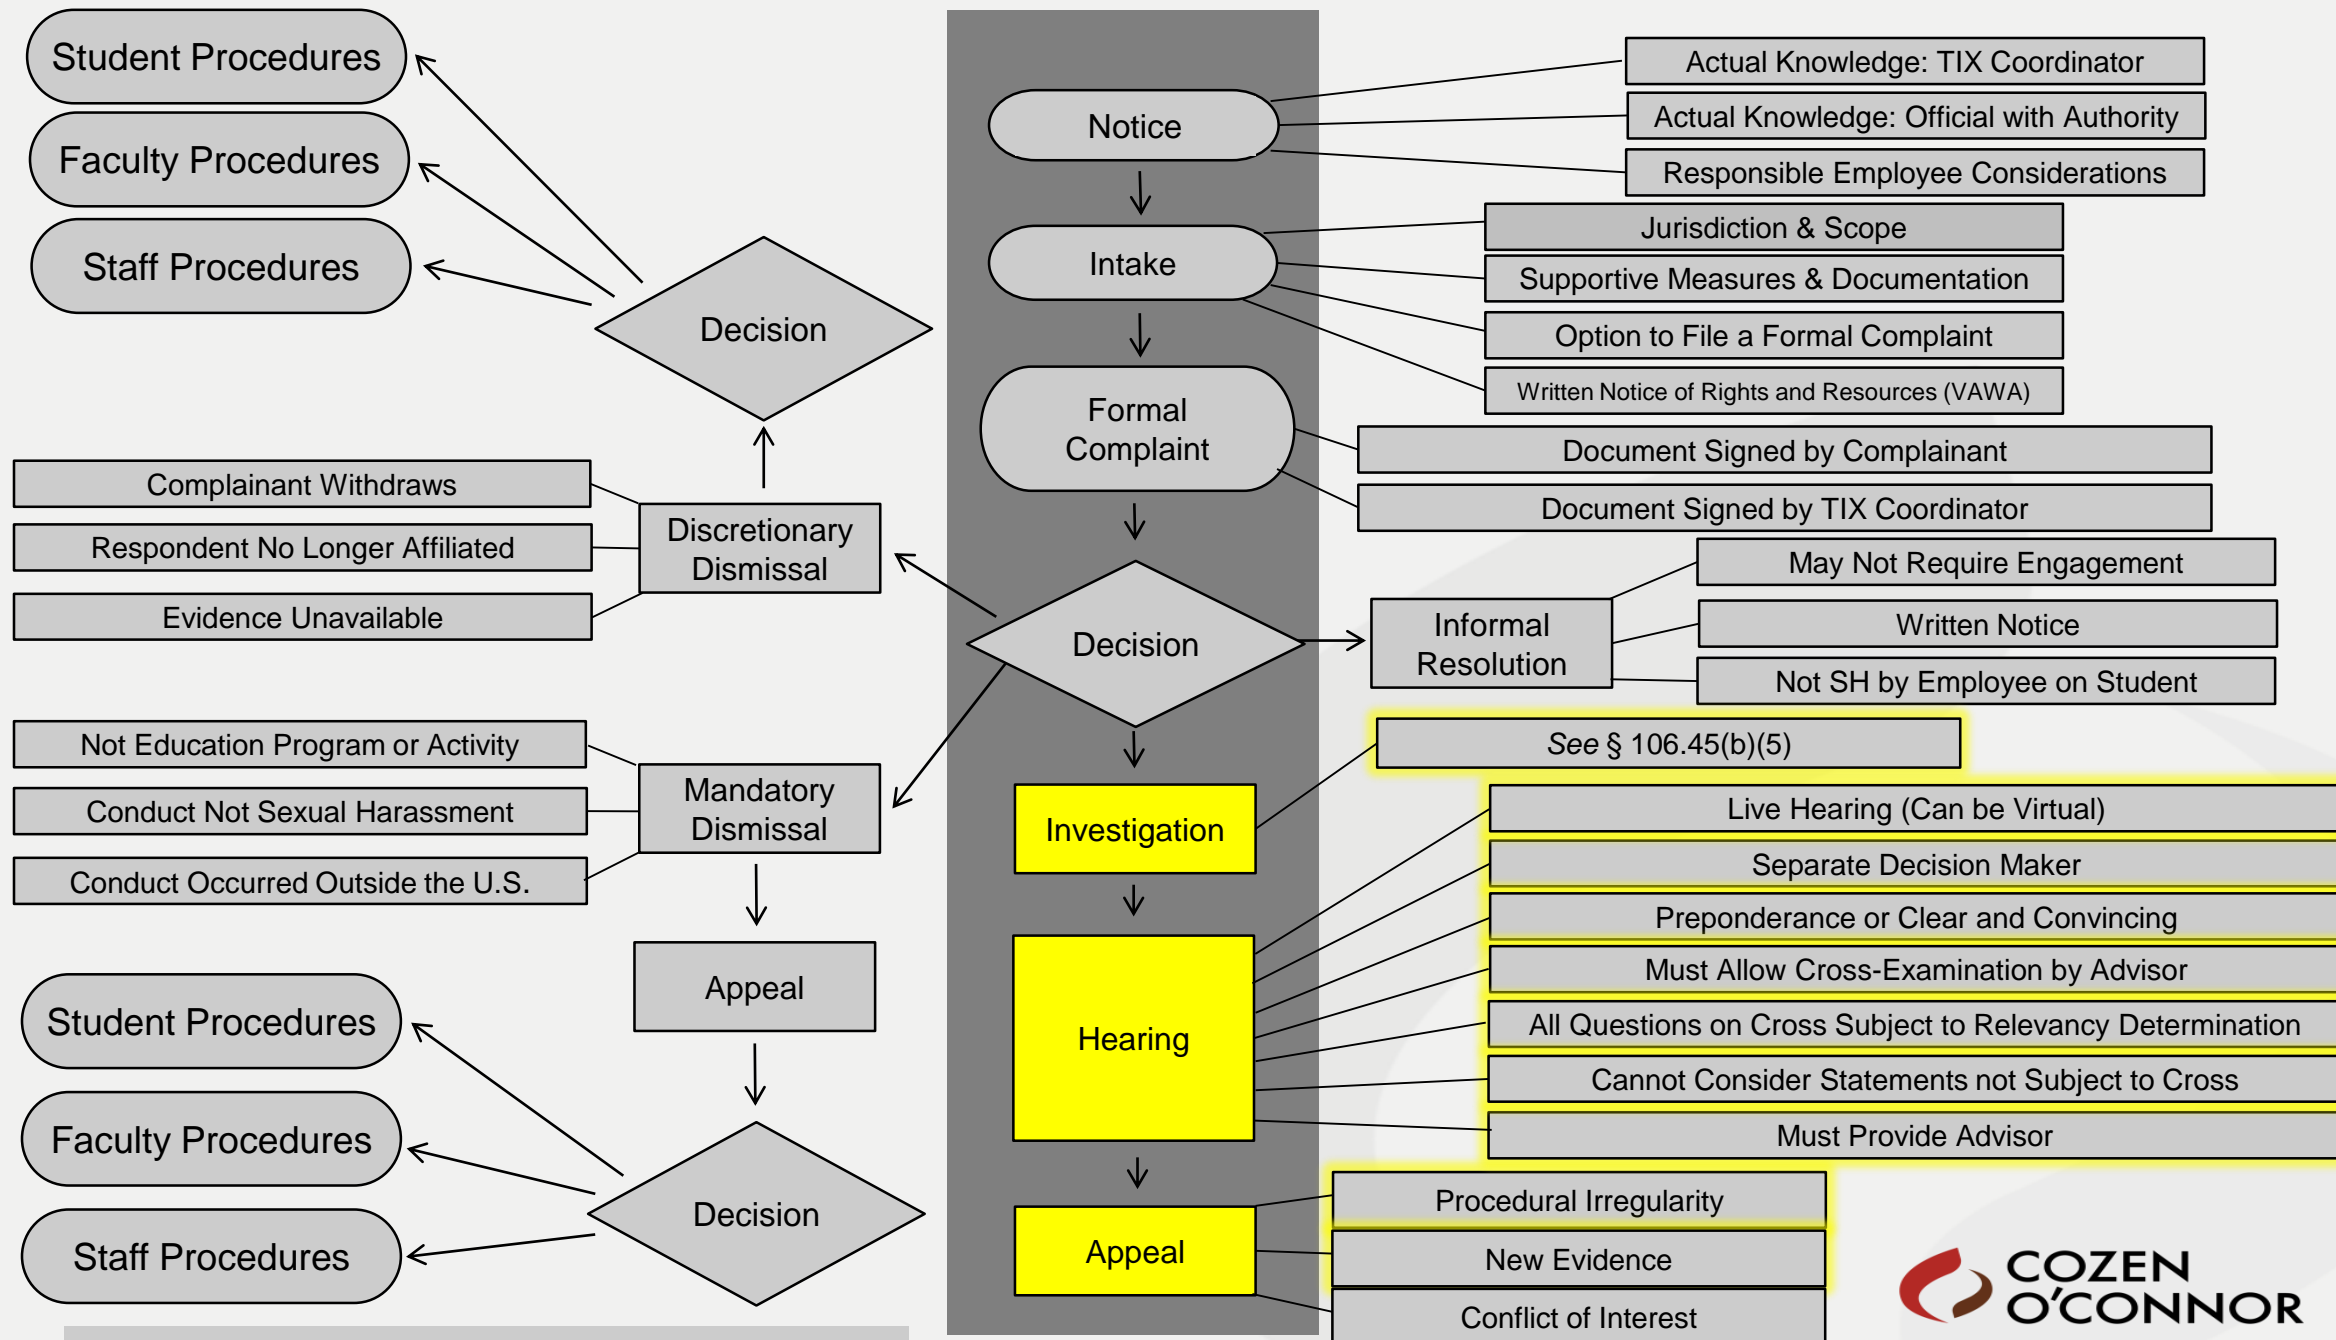 Student Procedures
Faculty Procedures
Staff Procedures
Decision
Complainant Withdraws
Respondent No Longer Affiliated
Evidence Unavailable
Discretionary
Dismissal
Not Education Program or Activity
Conduct Not Sexual Harassment
Conduct Occurred Outside the U.S.
Mandatory
Dismissal
Appeal
Student Procedures
Faculty Procedures
Staff Procedures
Decision
Notice
Actual Knowledge: TIX Coordinator
Actual Knowledge: Official with Authority
Responsible Employee Considerations
Intake
Jurisdiction & Scope
Supportive Measures & Documentation
Option to File a Formal Complaint
Written Notice of Rights and Resources (VAWA)
Formal
Complaint
Document Signed by Complainant
Document Signed by TIX Coordinator
Decision
Informal
Resolution
May Not Require Engagement
Written Notice
Not SH by Employee on Student
Investigation
See § 106.45(b)(5)
Hearing
Live Hearing (Can be Virtual)
Separate Decision Maker
Preponderance or Clear and Convincing
Must Allow Cross-Examination by Advisor
All Questions on Cross Subject to Relevancy Determination
Cannot Consider Statements not Subject to Cross
Must Provide Advisor
Appeal
Procedural Irregularity
New Evidence
Conflict of Interest
COZEN
O'CONNOR